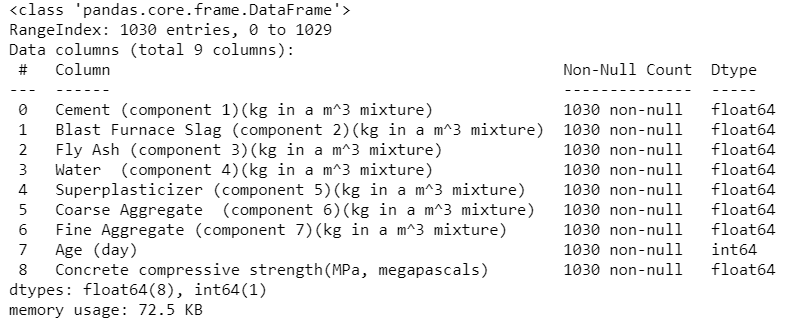 <class 'pandas.core.frame.DataFrame'>
RangeIndex: 1030 entries, 0 to 1029
Data columns (total 9 columns):
 #   Column                                                 Non-Null Count  Dtype
---  ------                                                 --------------  -----
 0   Cement (component 1)(kg in a m^3 mixture)              1030 non-null   float64
 1   Blast Furnace Slag (component 2)(kg in a m^3 mixture)  1030 non-null   float64
 2   Fly Ash (component 3)(kg in a m^3 mixture)             1030 non-null   float64
 3   Water  (component 4)(kg in a m^3 mixture)              1030 non-null   float64
 4   Superplasticizer (component 5)(kg in a m^3 mixture)    1030 non-null   float64
 5   Coarse Aggregate  (component 6)(kg in a m^3 mixture)   1030 non-null   float64
 6   Fine Aggregate (component 7)(kg in a m^3 mixture)      1030 non-null   float64
 7   Age (day)                                              1030 non-null   int64
 8   Concrete compressive strength(MPa, megapascals)        1030 non-null   float64
dtypes: float64(8), int64(1)
memory usage: 72.5 KB